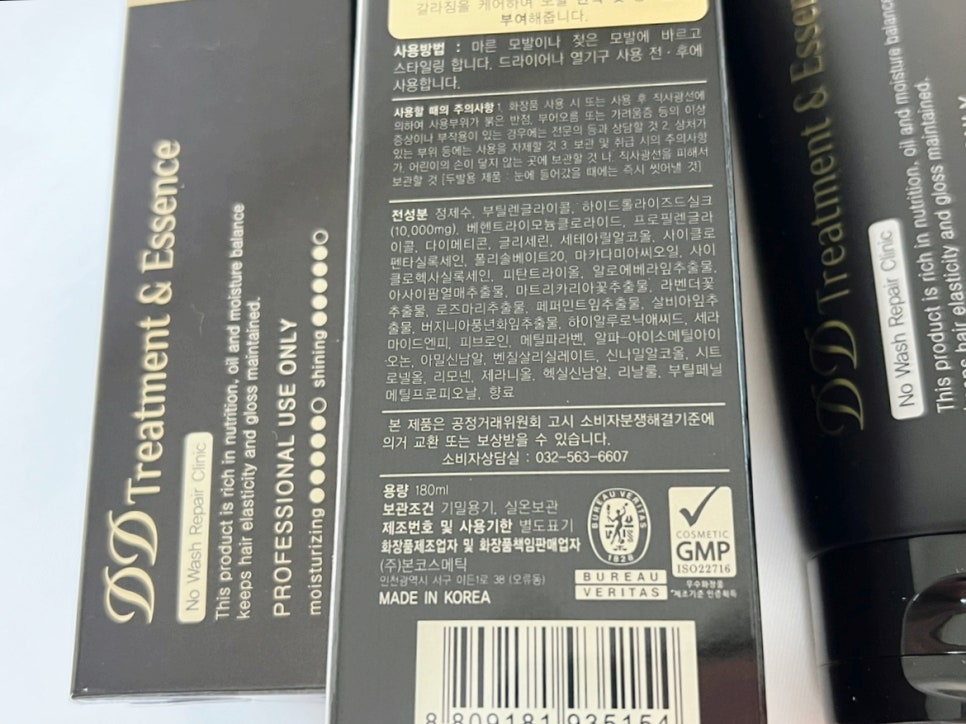 DD Treatment & Essence
No Wash Repair Clinic
This product is rich in nutrition, oil and moisture balance
keeps hair elasticity and gloss maintained.
PROFESSIONAL USE ONLY
moisturizing ●●●●●○ shining ●●●●●○
갈라짐을 케어하여 모발
부여해줍니다.
사용방법 : 마른 모발이나 젖은 모발에 바르고
스타일링 합니다. 드라이어나 열기구 사용 전·후에
사용합니다.
사용할 때의 주의사항 1. 화장품 사용 시 또는 사용 후 직사광선에
의하여 사용부위가 붉은 반점, 부어오름 또는 가려움증 등의 이상
증상이나 부작용이 있는 경우에는 전문의 등과 상담할 것 2. 상처가
있는 부위 등에는 사용을 자제할 것 3. 보관 및 취급 시의 주의사항
가. 어린이의 손이 닿지 않는 곳에 보관할 것 나. 직사광선을 피해서
보관할 것 [두발용 제품 : 눈에 들어갔을 때에는 즉시 씻어낼 것]
전성분 정제수, 부틸렌글라이콜, 하이드롤라이즈드실크
(10,000mg), 베헨트라이모늄클로라이드, 프로필렌글라
이콜, 다이메티콘, 글리세린, 세테아릴알코올, 사이클로
펜타실록세인, 폴리실베이트20, 마카다미아씨오일, 사이
클로헥사실록세인, 피탄트라이올, 알로에베라잎추출물,
아사이팜열매추출물, 마트리카리아꽃추출물, 라벤더꽃
추출물, 로즈마리추출물, 페퍼민트잎추출물, 살비아잎추
출물, 버지니아풍년화잎추출물, 하이알루로닉애씨드, 세라
마이드엔피, 피브로인, 메틸파라벤, 알파-아이소메틸아이
오논, 아밀신남알, 벤질살리실레이트, 신나밀알코올, 시트
로넬올, 리모넨, 제라니올, 헥실신남알, 리날룰, 부틸페닐
메틸프로피오날, 향료
본 제품은 공정거래위원회 고시 소비자분쟁해결기준에
의거 교환 또는 보상받을 수 있습니다.
소비자상담실 : 032-563-6607
용량 180ml
보관조건 기밀용기, 실온보관
제조번호 및 사용기한 별도표기
화장품제조업자 및 화장품책임판매업자
(주)본코스메틱
인천광역시 서구 이든1로 38 (오류동)
MADE IN KOREA
BUREAU VERITAS
1828
BUREAU
VERITAS
COSMETIC
GMP
ISO22716
우수화장품
*제조기준 인증획득
8 809181 935154
DD Treatment & Essen
No Wash Repair Clinic
This product is rich in nutrition, oil and moisture balance
keeps hair elasticity and gloss maintained.